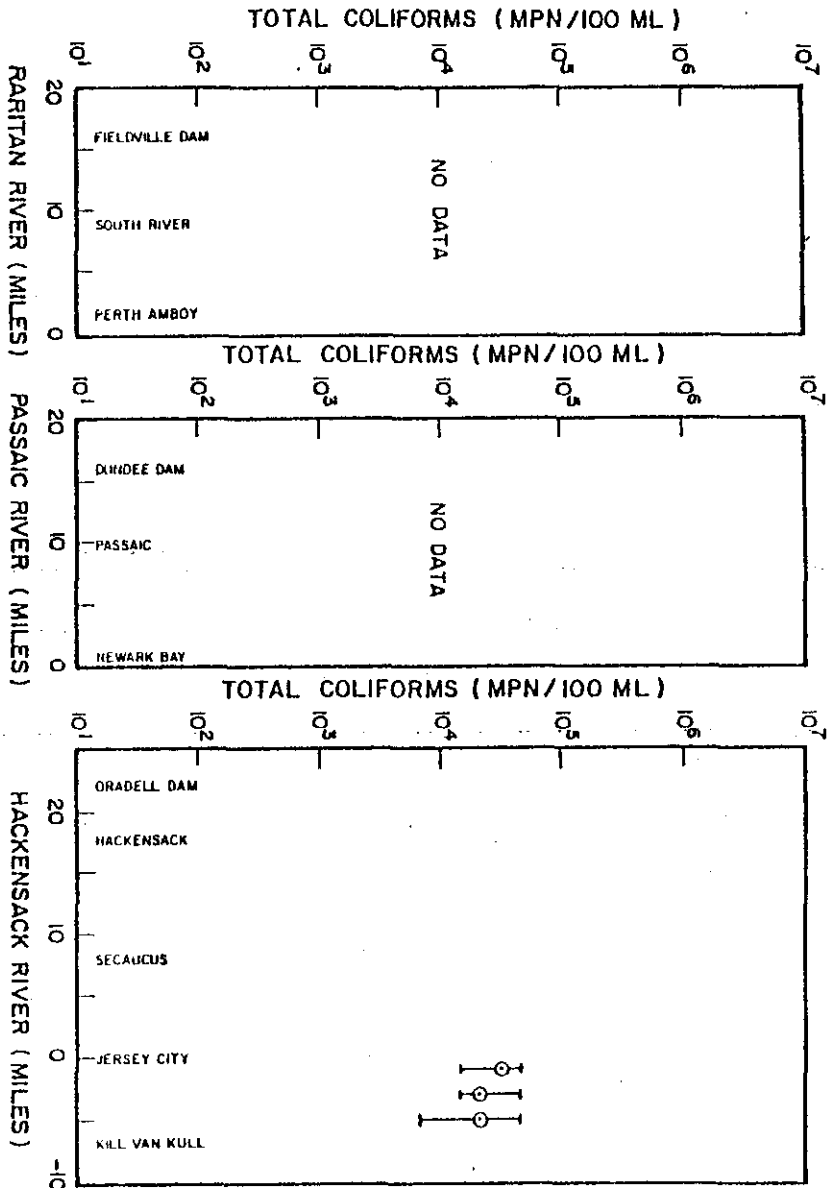 TOTAL COLIFORMS (MPN/100 ML)
10¹ 10² 10³ 10⁴ 10⁵ 10⁶ 10⁷
20
FIELDVILLE DAM
NO DATA
10
SOUTH RIVER
PERTH AMBOY
0
RARITAN RIVER (MILES)
TOTAL COLIFORMS (MPN/100 ML)
10¹ 10² 10³ 10⁴ 10⁵ 10⁶ 10⁷
20
DUNDEE DAM
NO DATA
10
PASSAIC
NEWARK BAY
0
PASSAIC RIVER (MILES)
TOTAL COLIFORMS (MPN/100 ML)
10¹ 10² 10³ 10⁴ 10⁵ 10⁶ 10⁷
ORADELL DAM
20
HACKENSACK
10
SECAUCUS
0
JERSEY CITY
KILL VAN KULL
-10
HACKENSACK RIVER (MILES)